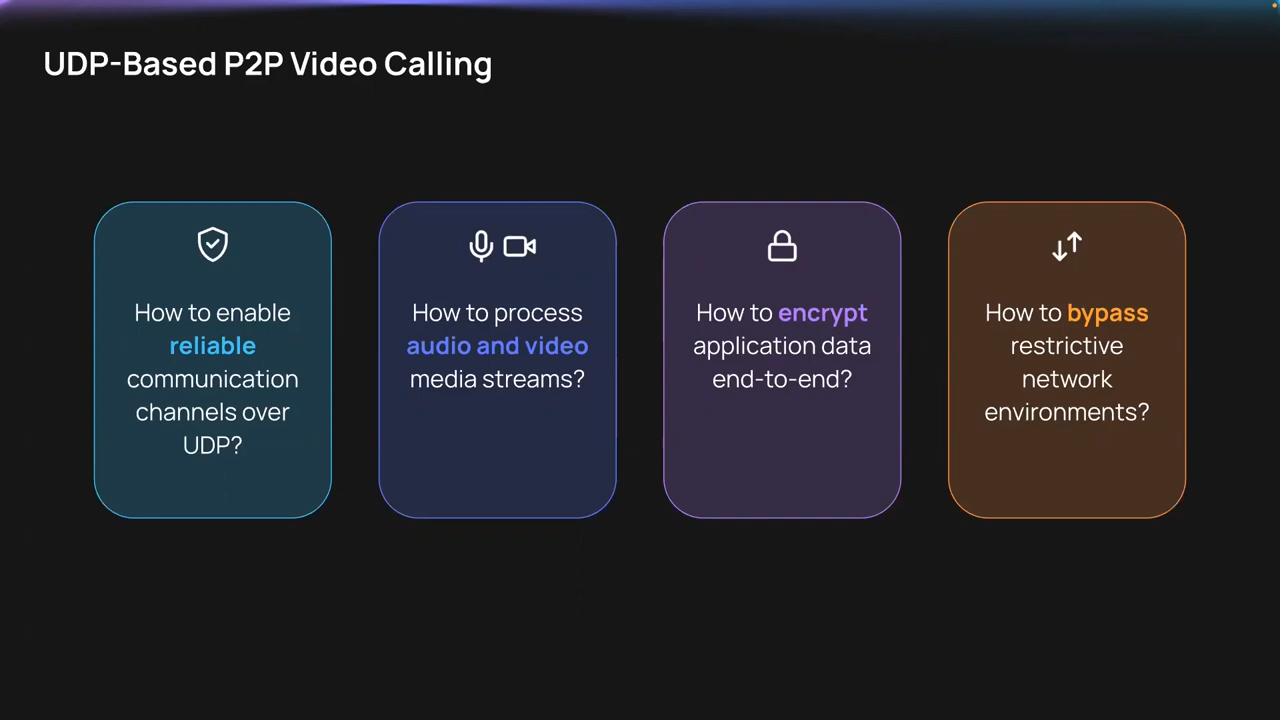 UDP-Based P2P Video Calling
How to enable
reliable
communication
channels over
UDP?
How to process
audio and video
media streams?
How to encrypt
application data
end-to-end?
How to bypass
restrictive
network
environments?